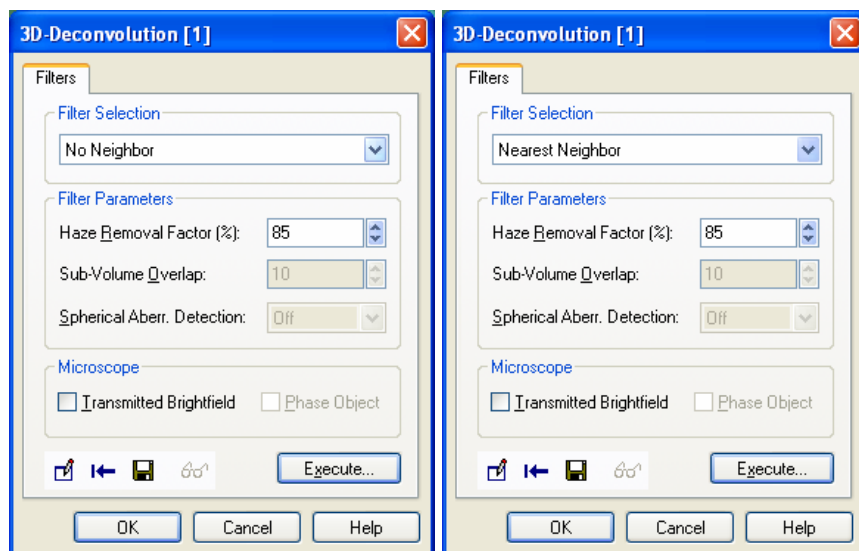 3D-Deconvolution [1]
Filters
Filter Selection
No Neighbor
Filter Parameters
Haze Removal Factor (%): 85
Sub-Volume Overlap: 10
Spherical Aberr. Detection: Off
Microscope
Transmitted Brightfield Phase Object
Execute...
OK Cancel Help
3D-Deconvolution [1]
Filters
Filter Selection
Nearest Neighbor
Filter Parameters
Haze Removal Factor (%): 85
Sub-Volume Overlap: 10
Spherical Aberr. Detection: Off
Microscope
Transmitted Brightfield Phase Object
Execute...
OK Cancel Help